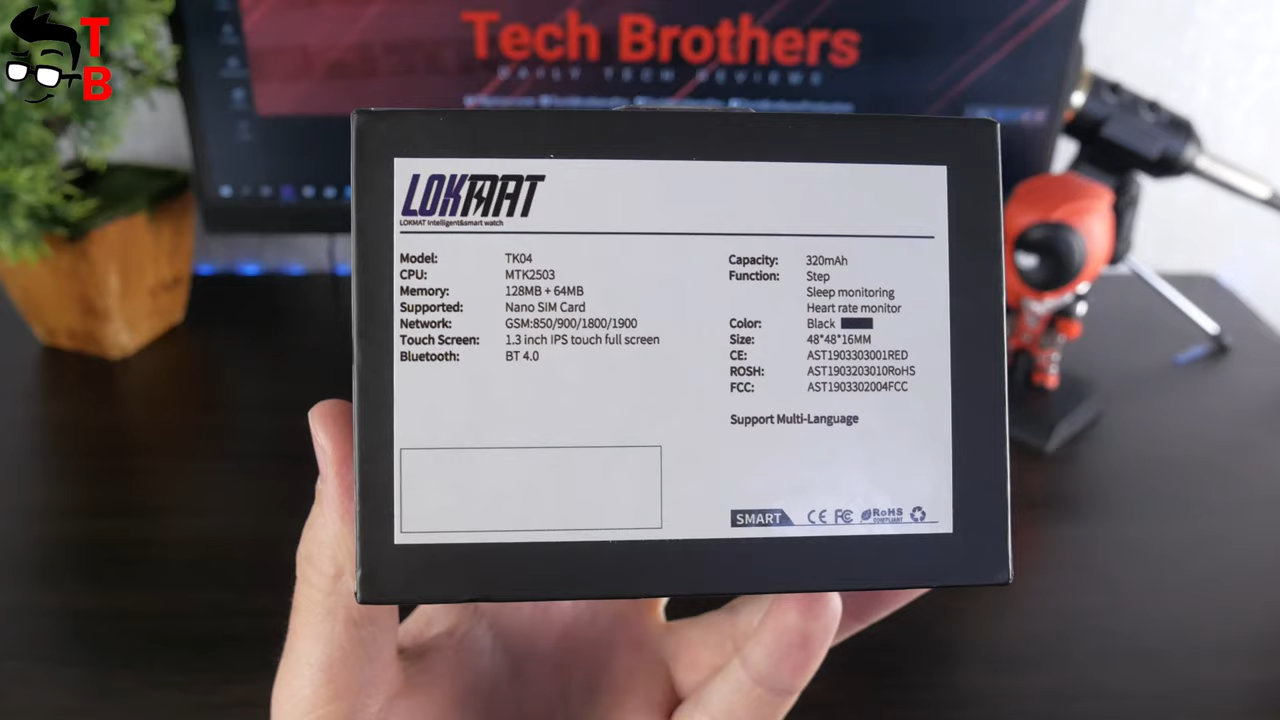 TB
Tech Brothers
DAILY TECH REVIEWS
LOKMAT
LOKMAT Intelligent&smart watch
Model: TK04
CPU: MTK2503
Memory: 128MB + 64MB
Supported: Nano SIM Card
Network: GSM:850/900/1800/1900
Touch Screen: 1.3 inch IPS touch full screen
Bluetooth: BT 4.0
Capacity: 320mAh
Function: Step
Sleep monitoring
Heart rate monitor
Color: Black
Size: 48*48*16MM
CE: AST1903303001RED
ROSH: AST1903203010RoHS
FCC: AST1903302004FCC
Support Multi-Language
SMART CE FC RoHS
COMPLIANT